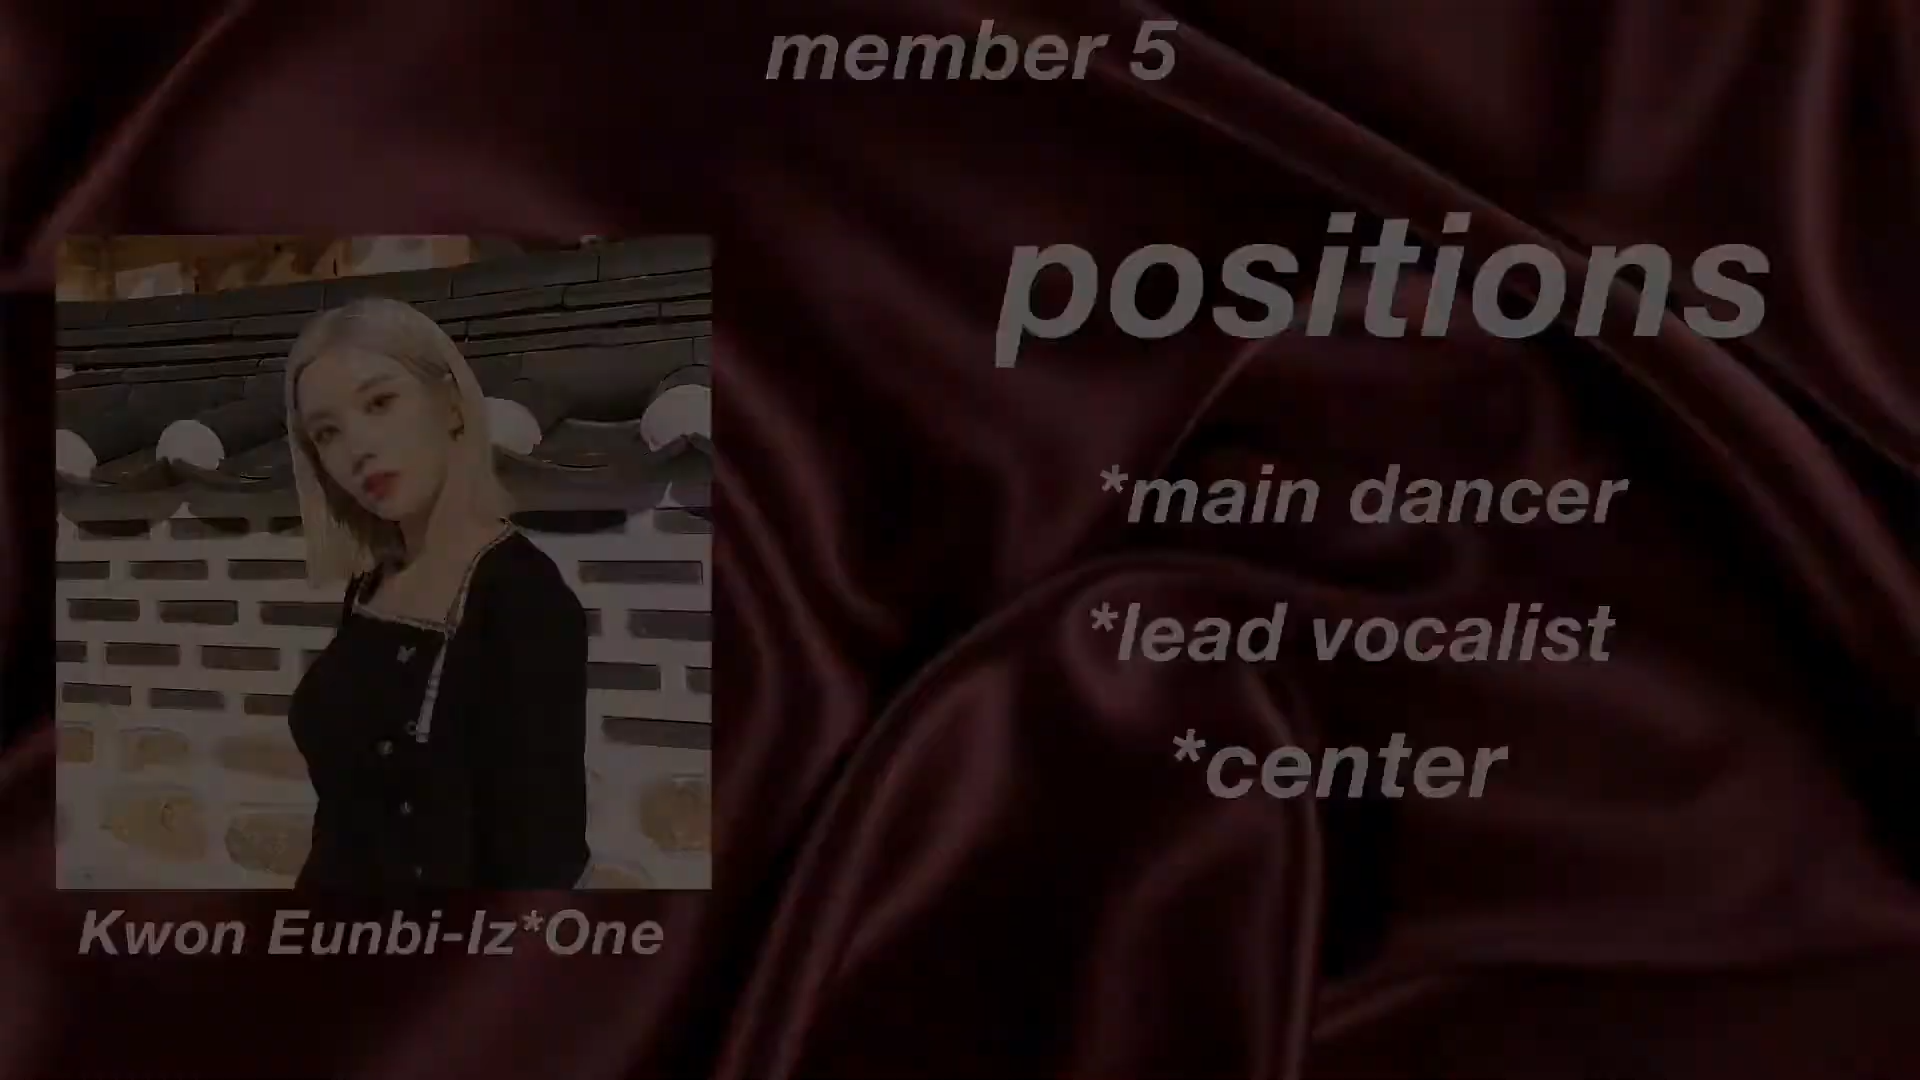 member 5
positions
*main dancer
*lead vocalist
*center
Kwon Eunbi-Iz*One